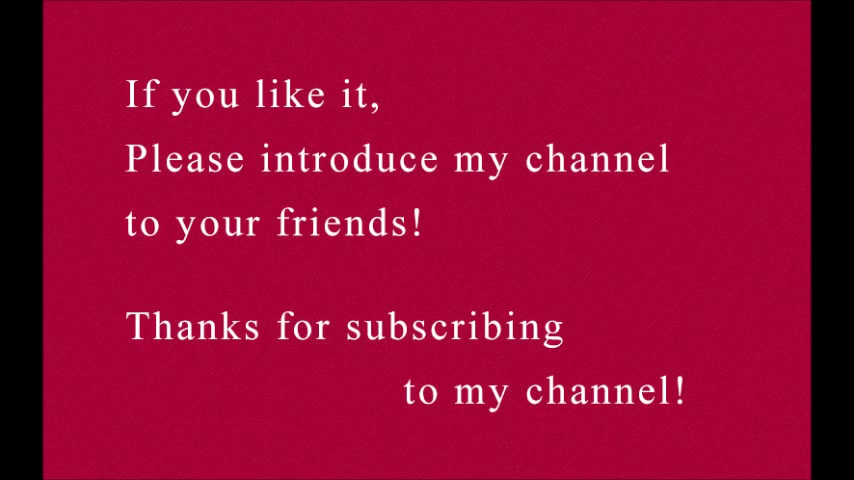 If you like it,
Please introduce my channel
to your friends!
Thanks for subscribing
to my channel!